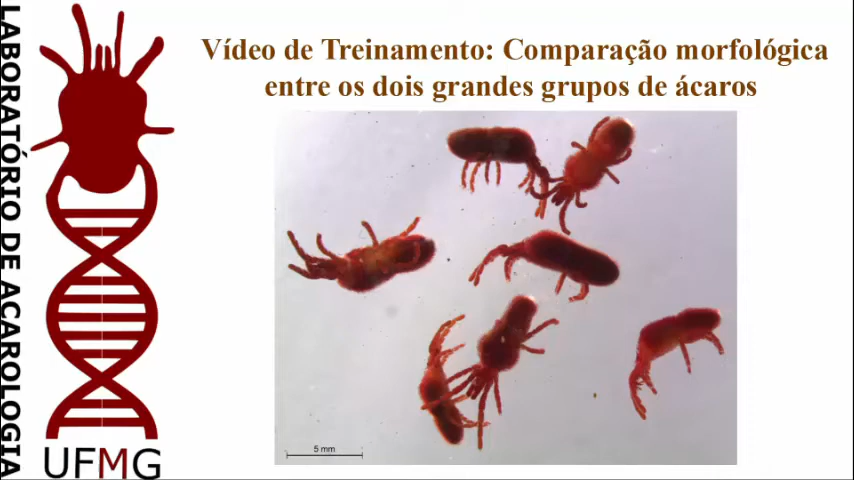 LABORATÓRIO DE ACAROLOGIA
UFMG
Vídeo de Treinamento: Comparação morfológica
entre os dois grandes grupos de ácaros
5 mm